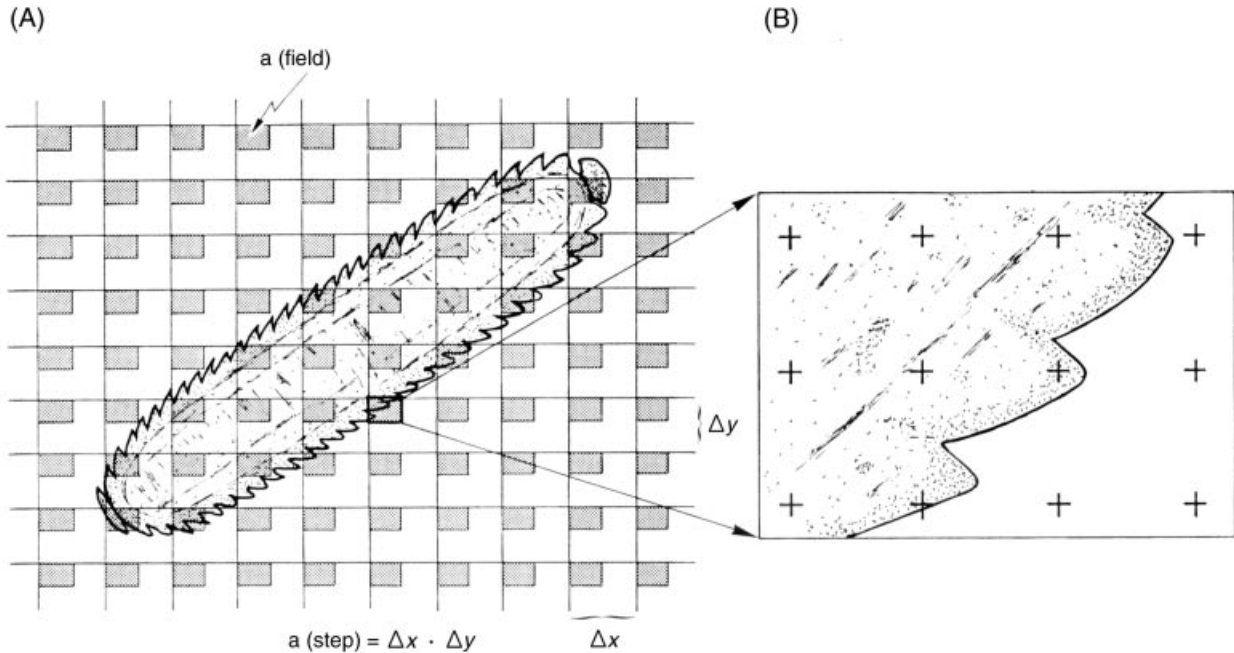 (A)
(B)
a (field)
Δy
a (step) = Δx · Δy
Δx